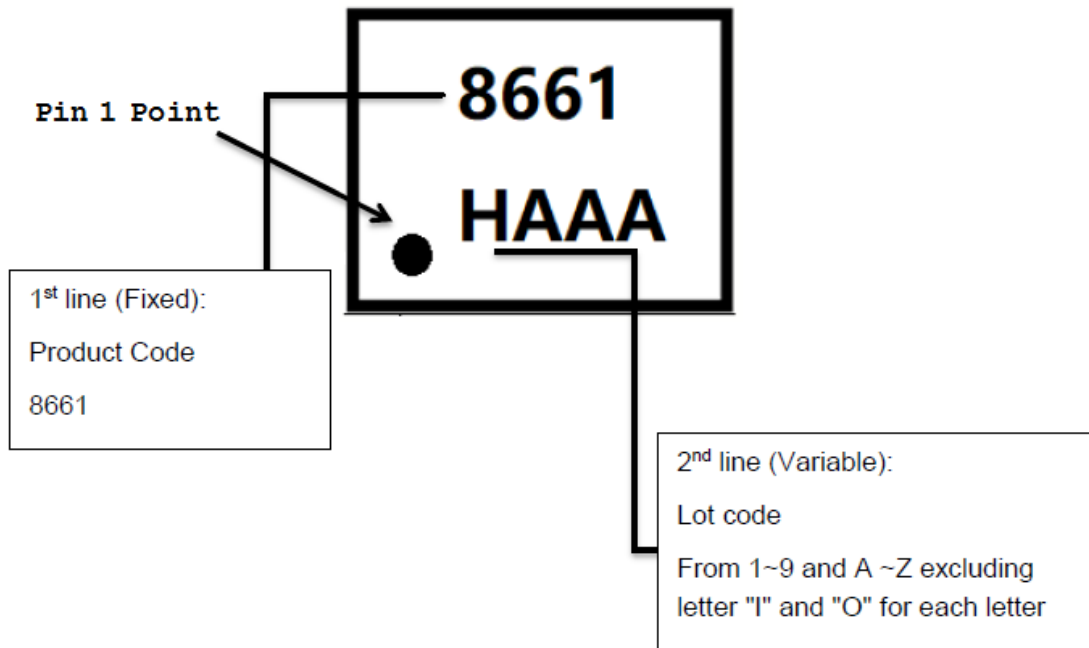 8661
Pin 1 Point
HAAA
1st line (Fixed):
Product Code
8661
2nd line (Variable):
Lot code
From 1~9 and A ~Z excluding
letter "I" and "O" for each letter